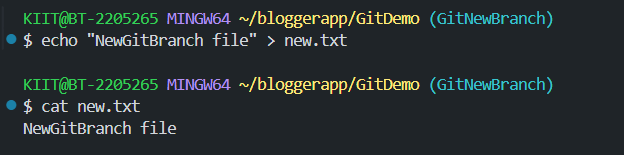 KIIT@BT-2205265 MINGW64 ~/bloggerapp/GitDemo (GitNewBranch)
$ echo "NewGitBranch file" > new.txt
KIIT@BT-2205265 MINGW64 ~/bloggerapp/GitDemo (GitNewBranch)
$ cat new.txt
NewGitBranch file